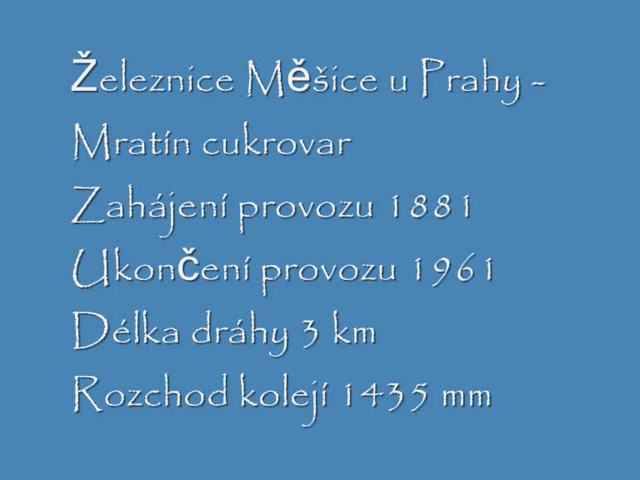 Železnice Měšice u Prahy -
Mratín cukrovar
Zahájení provozu 1881
Ukončení provozu 1961
Délka dráhy 3 km
Rozchod kolejí 1435 mm